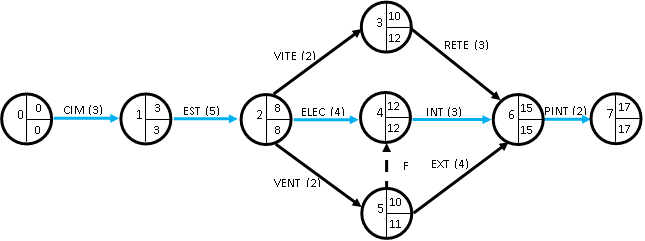 3 10 12
VITE (2)
RETE (3)
0 0 0
CIM (3)
1 3 3
EST (5)
2 8 8
ELEC (4)
4 12 12
INT (3)
6 15 15
PINT (2)
7 17 17
VENT (2)
F
EXT (4)
5 10 11